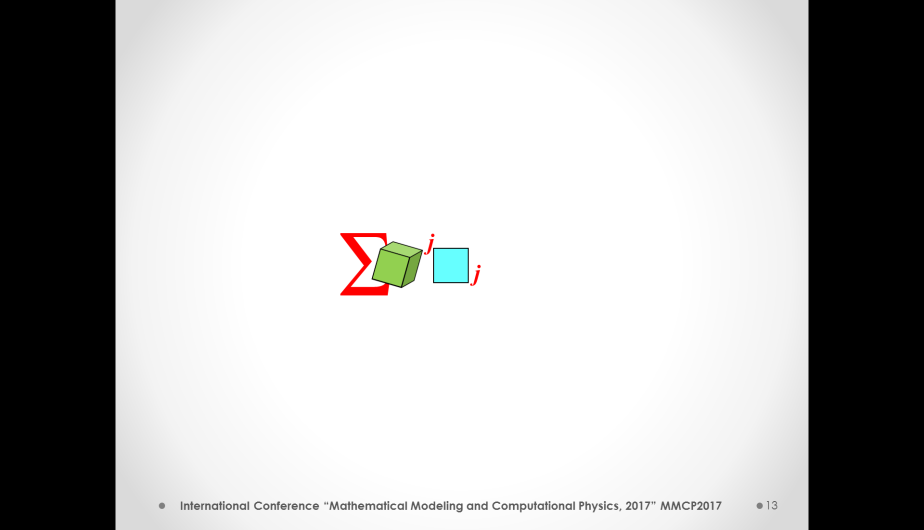 Σ j j
International Conference “Mathematical Modeling and Computational Physics, 2017” MMCP2017
13